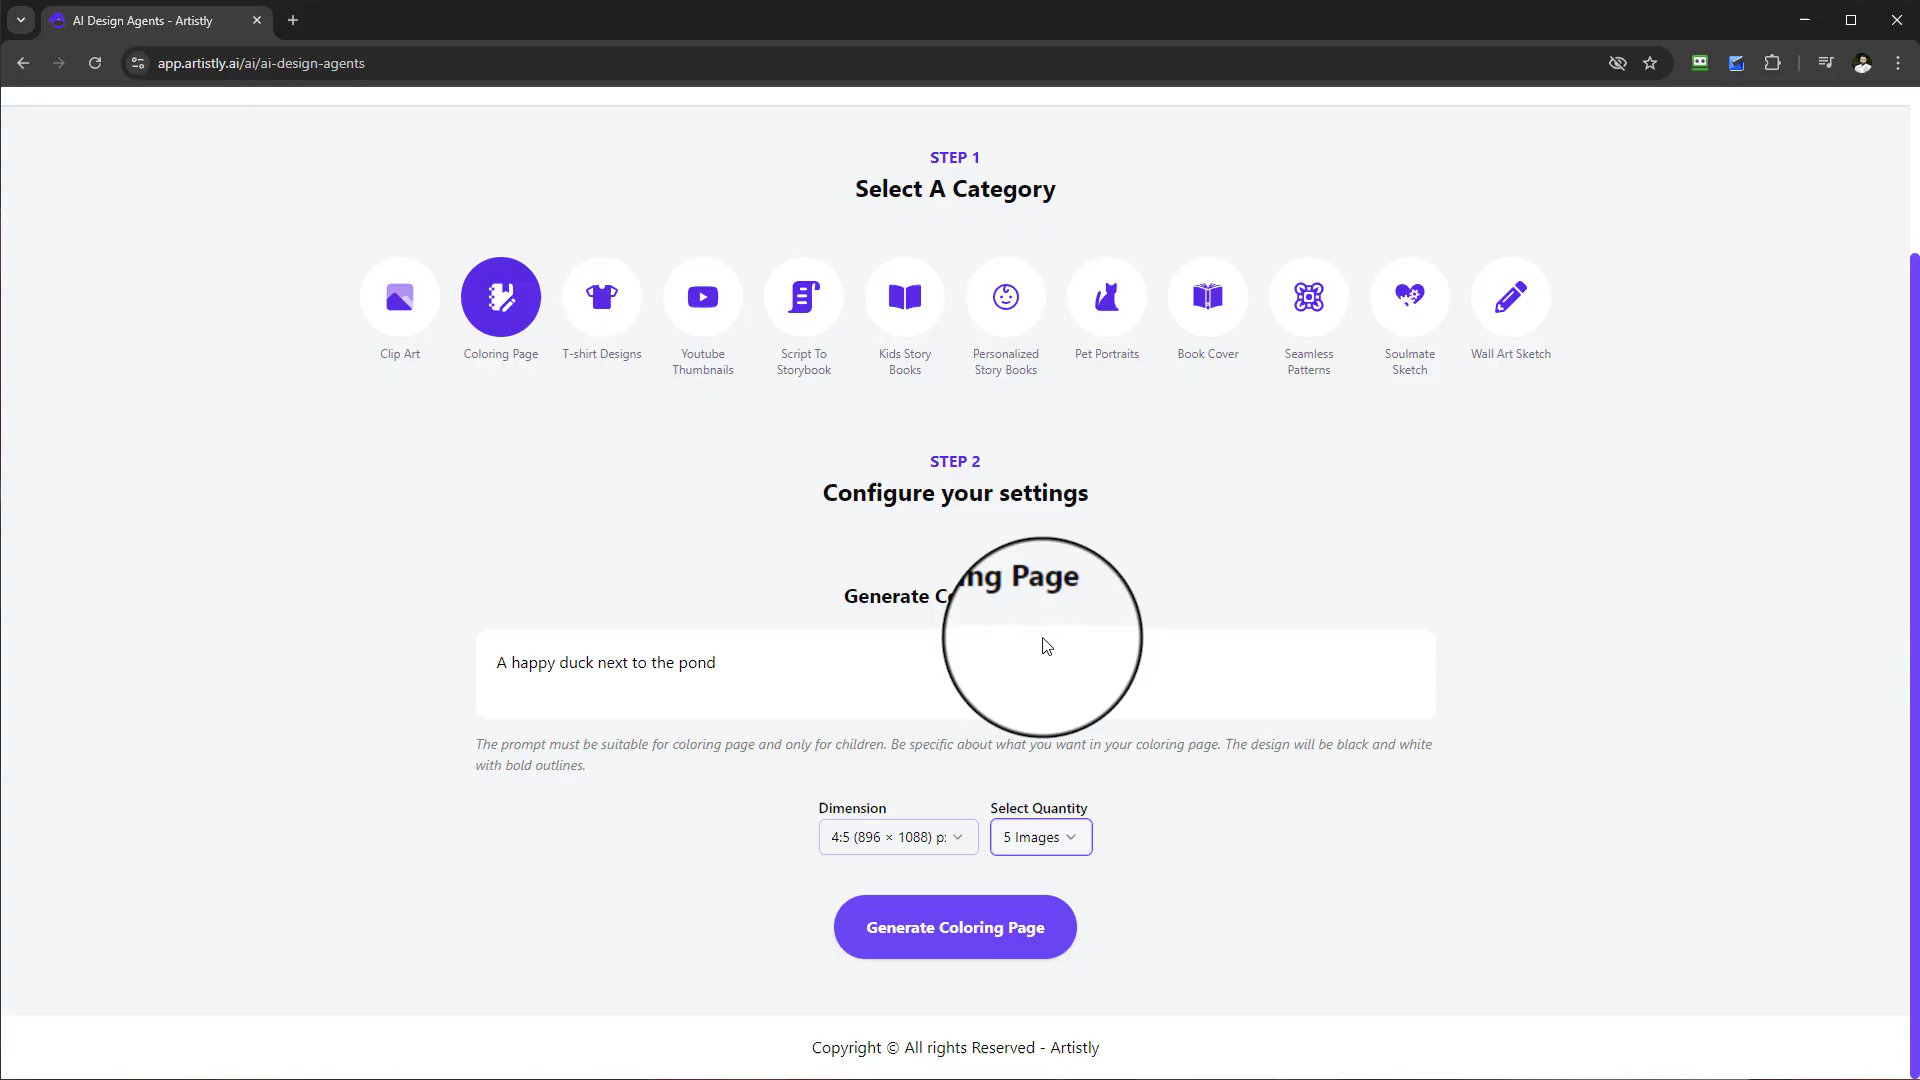 AI Design Agents - Artistly
app.artistly.ai/ai/ai-design-agents
STEP 1
Select A Category
Clip Art
Coloring Page
T-shirt Designs
Youtube
Thumbnails
Script To
Storybook
Kids Story
Books
Personalized
Story Books
Pet Portraits
Book Cover
Seamless
Patterns
Soulmate
Sketch
Wall Art Sketch
STEP 2
Configure your settings
Generate Co
ng Page
A happy duck next to the pond
The prompt must be suitable for coloring page and only for children. Be specific about what you want in your coloring page. The design will be black and white
with bold outlines.
Dimension
Select Quantity
4:5 (896 × 1088) p:
5 Images
Generate Coloring Page
Copyright © All rights Reserved - Artistly